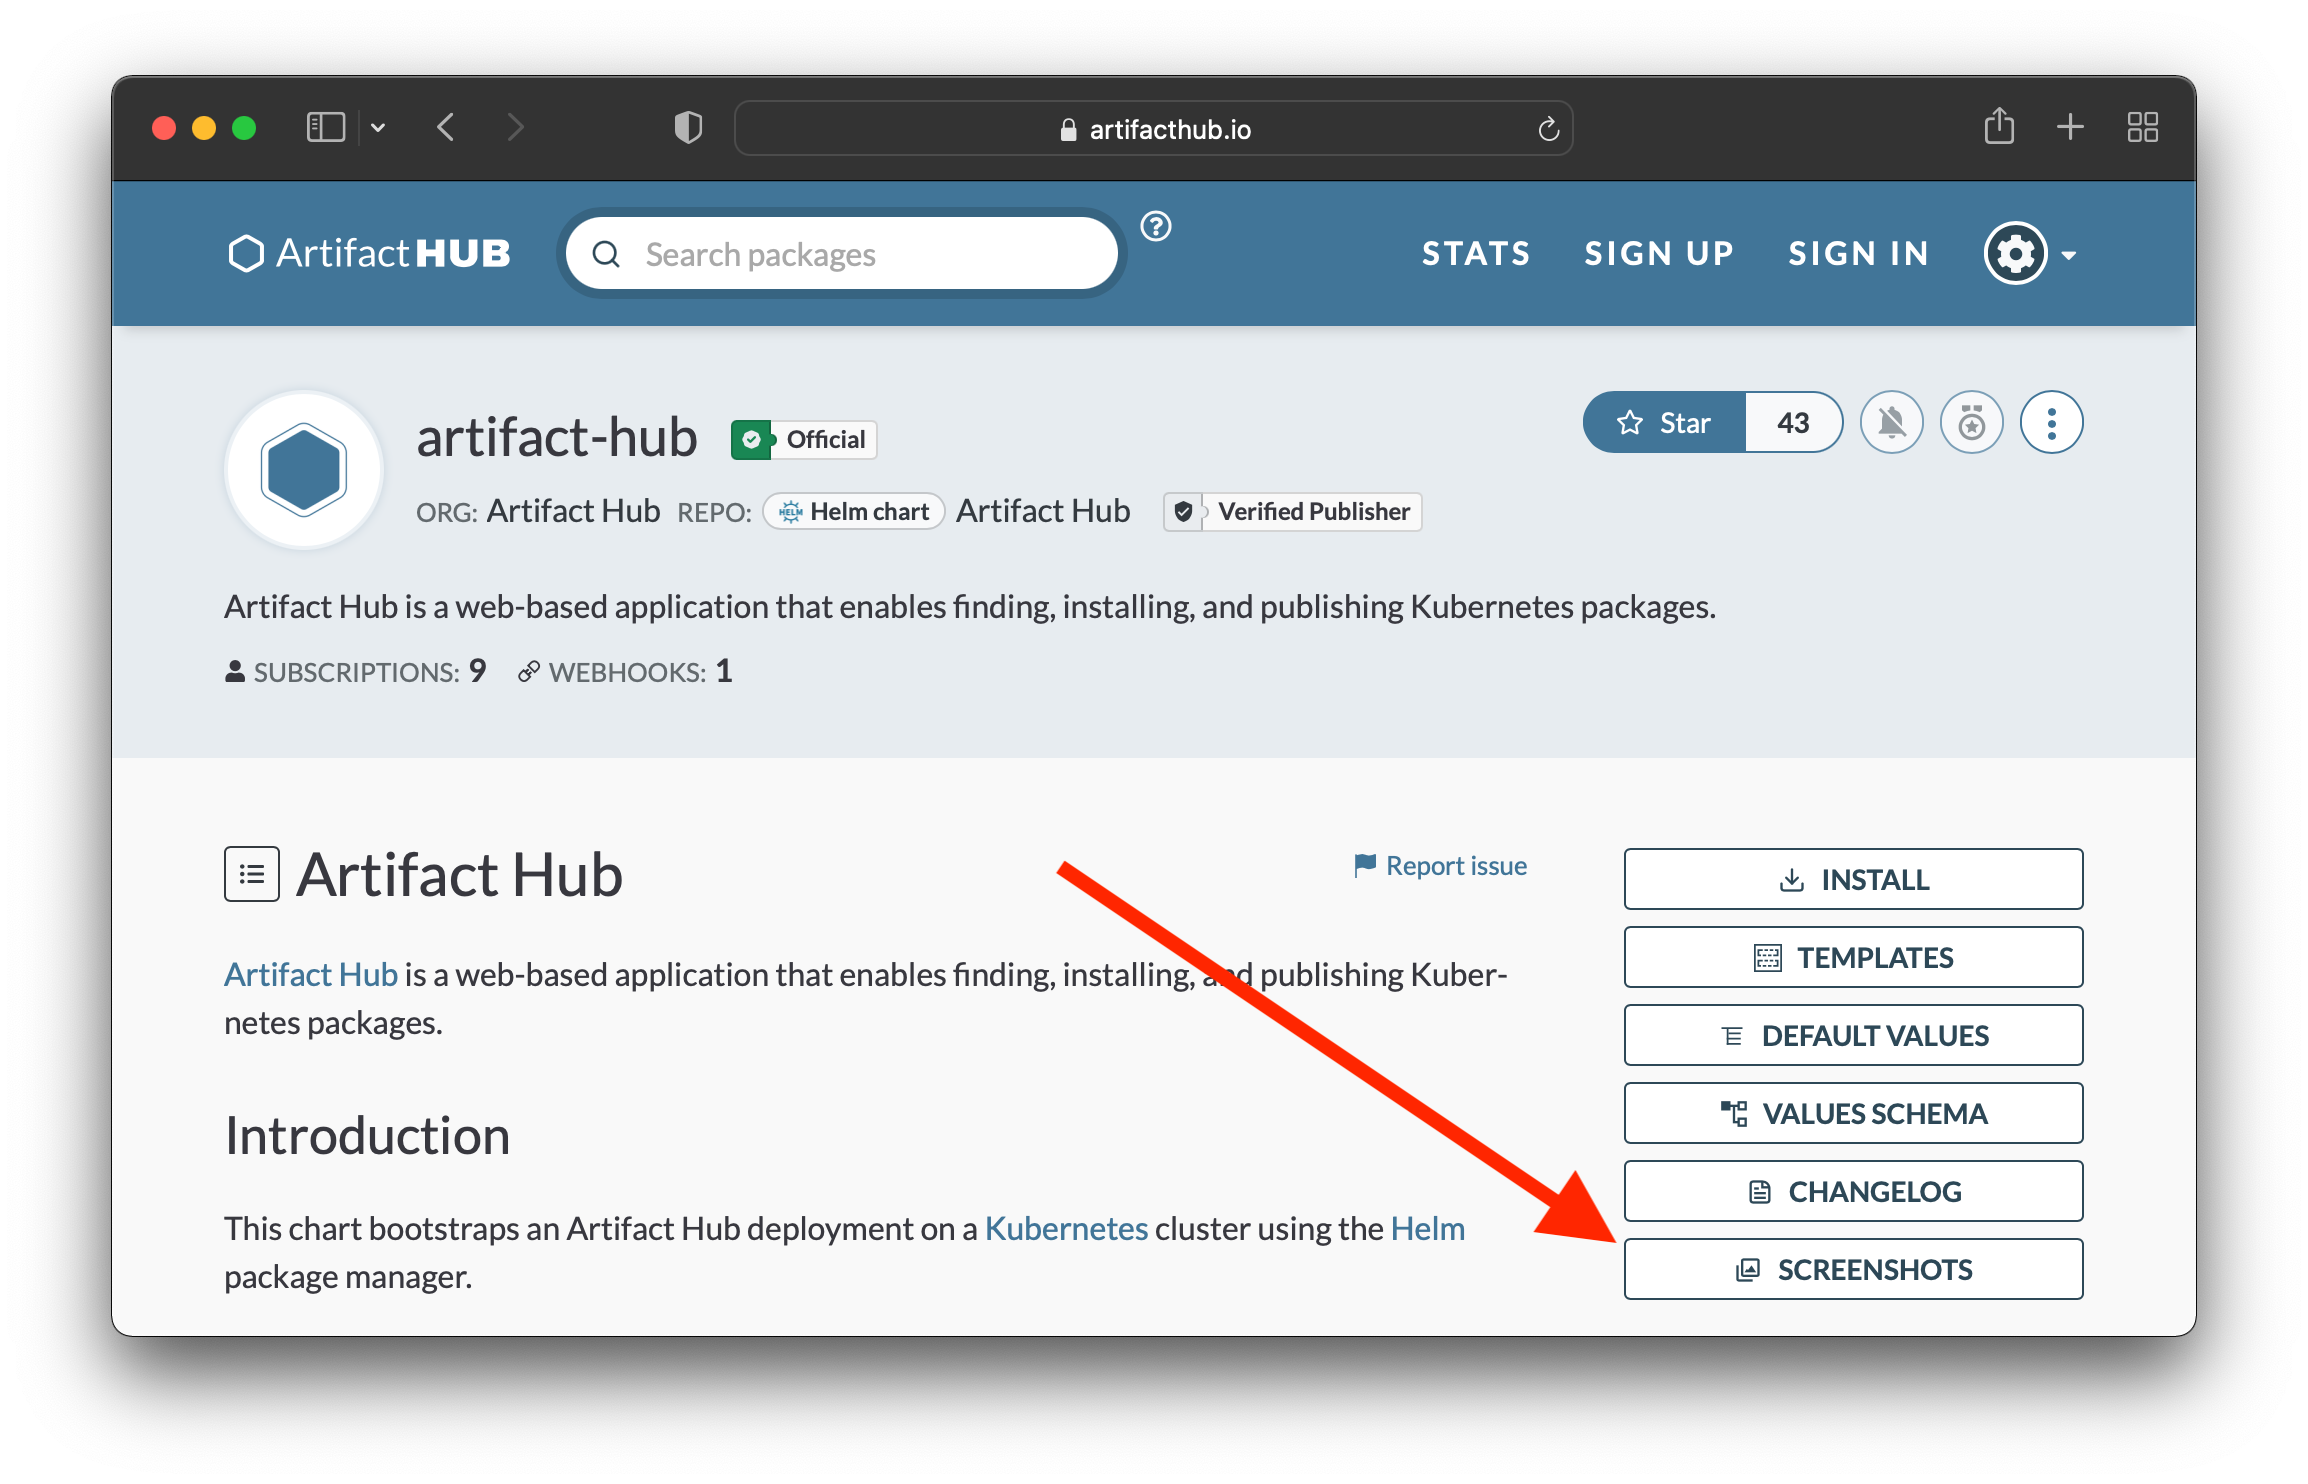 artifacthub.io
ArtifactHUB
Search packages
STATS
SIGN UP
SIGN IN
artifact-hub
Official
Star
43
ORG: Artifact Hub REPO: HELM Helm chart Artifact Hub
Verified Publisher
Artifact Hub is a web-based application that enables finding, installing, and publishing Kubernetes packages.
SUBSCRIPTIONS: 9
WEBHOOKS: 1
Artifact Hub
Report issue
Artifact Hub is a web-based application that enables finding, installing, and publishing Kuber-
netes packages.
Introduction
This chart bootstraps an Artifact Hub deployment on a Kubernetes cluster using the Helm
package manager.
INSTALL
TEMPLATES
DEFAULT VALUES
VALUES SCHEMA
CHANGELOG
SCREENSHOTS